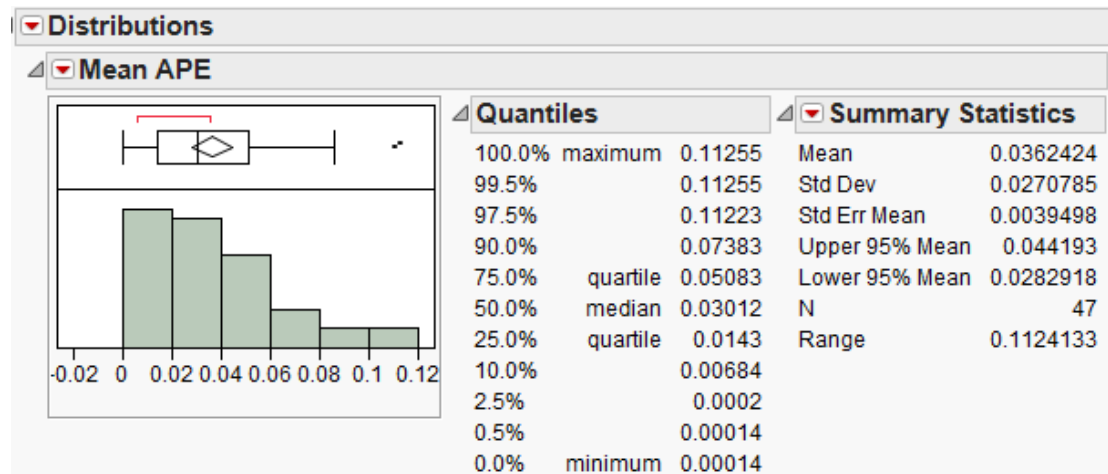 Distributions
Mean APE
-0.02 0 0.02 0.04 0.06 0.08 0.1 0.12
Quantiles
100.0% maximum 0.11255
99.5% 0.11255
97.5% 0.11223
90.0% 0.07383
75.0% quartile 0.05083
50.0% median 0.03012
25.0% quartile 0.0143
10.0% 0.00684
2.5% 0.0002
0.5% 0.00014
0.0% minimum 0.00014
Summary Statistics
Mean 0.0362424
Std Dev 0.0270785
Std Err Mean 0.0039498
Upper 95% Mean 0.044193
Lower 95% Mean 0.0282918
N 47
Range 0.1124133